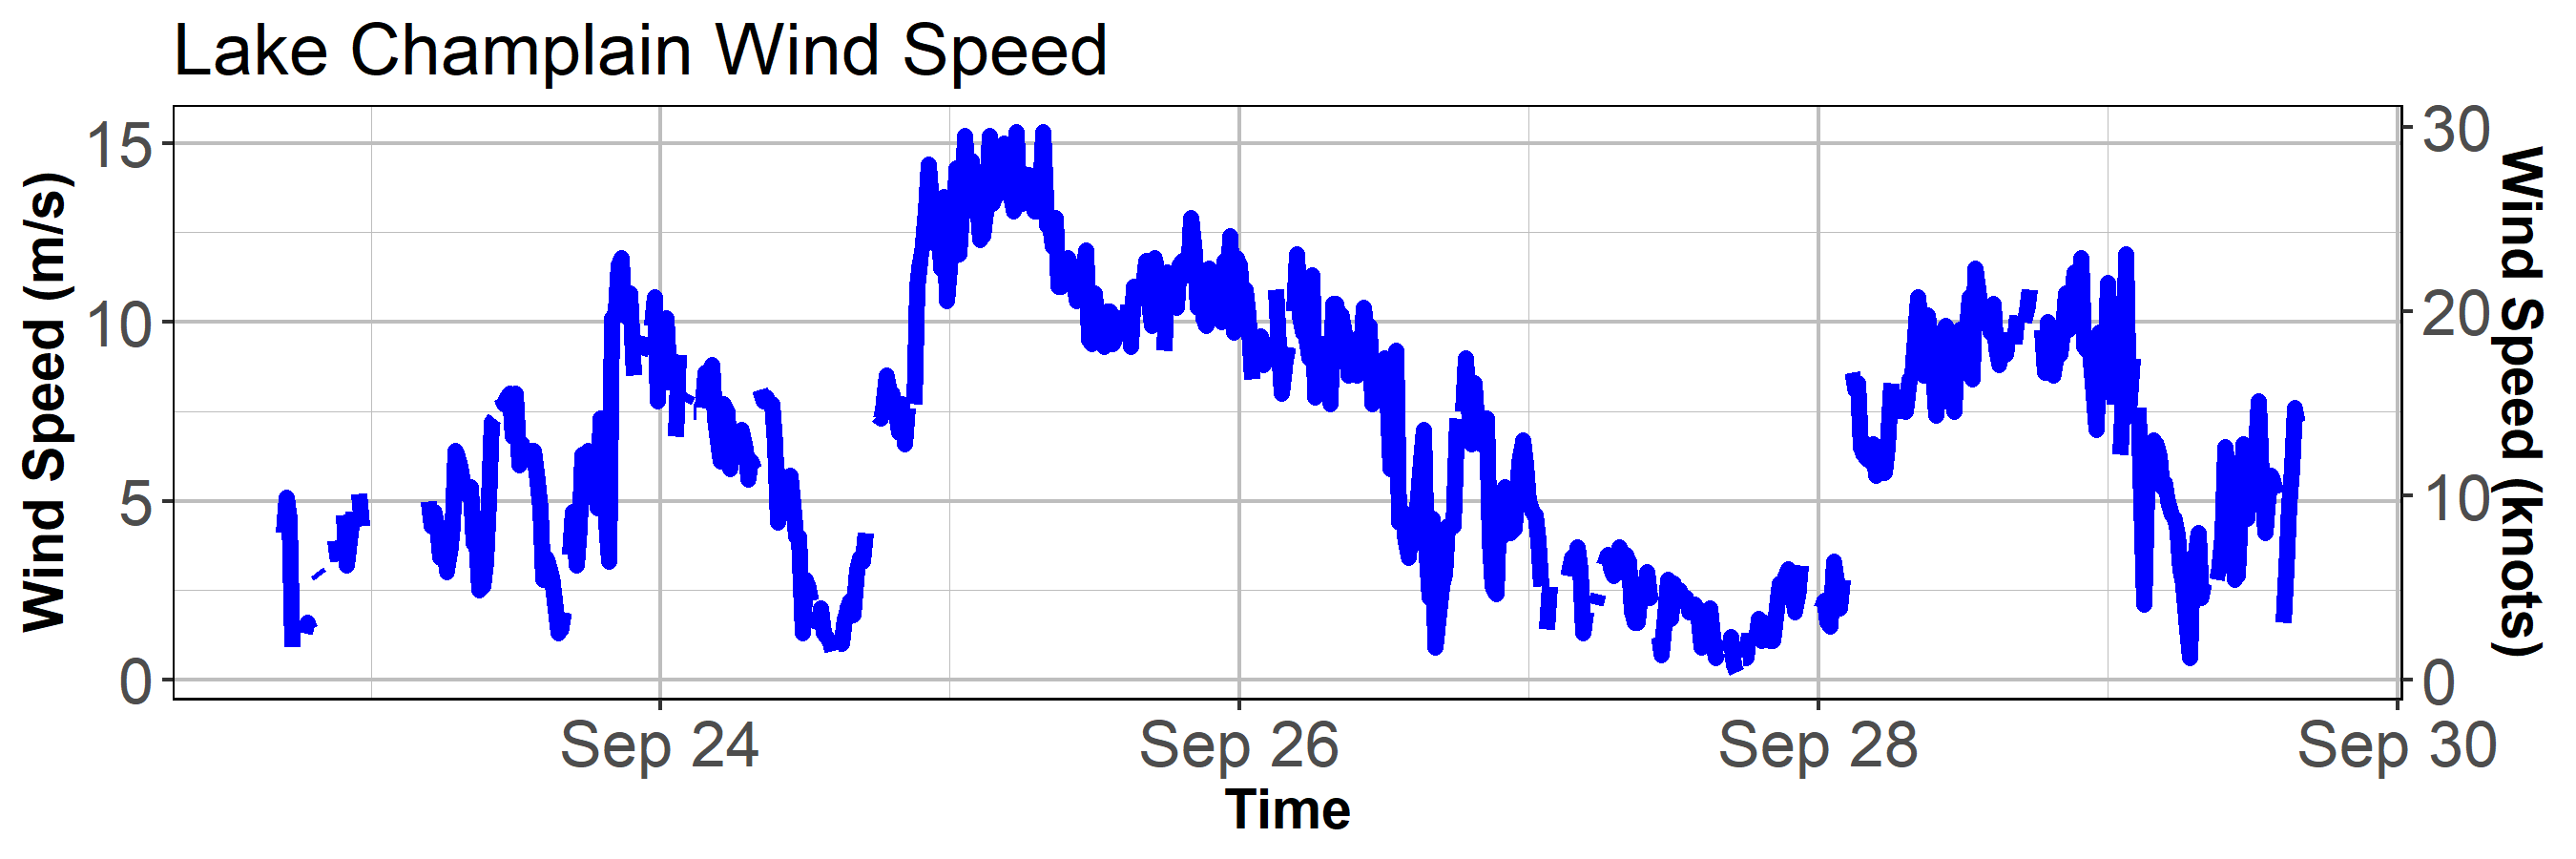 Lake Champlain Wind Speed
Wind Speed (m/s)
15
10
5
0
30
20
10
0
Wind Speed (knots)
Sep 24
Sep 26
Sep 28
Sep 30
Time